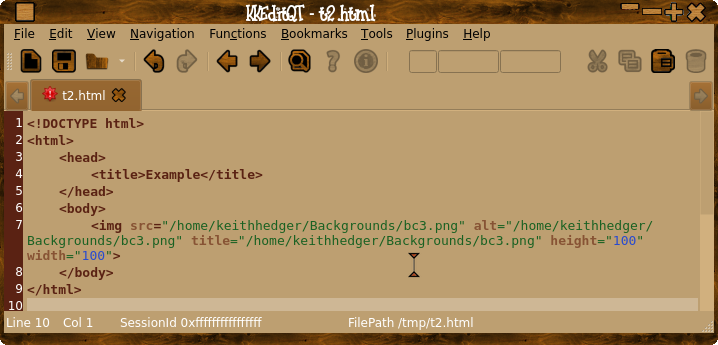 KKEditQT - t2.html
File Edit View Navigation Functions Bookmarks Tools Plugins Help
t2.html
1 <!DOCTYPE html>
2 <html>
3 <head>
4 <title>Example</title>
5 </head>
6 <body>
7 <img src="/home/keithhedger/Backgrounds/bc3.png" alt="/home/keithhedger/
Backgrounds/bc3.png" title="/home/keithhedger/Backgrounds/bc3.png" height="100"
width="100">
8 </body>
9 </html>
10
Line 10 Col 1 SessionId 0xffffffffffffffff FilePath /tmp/t2.html